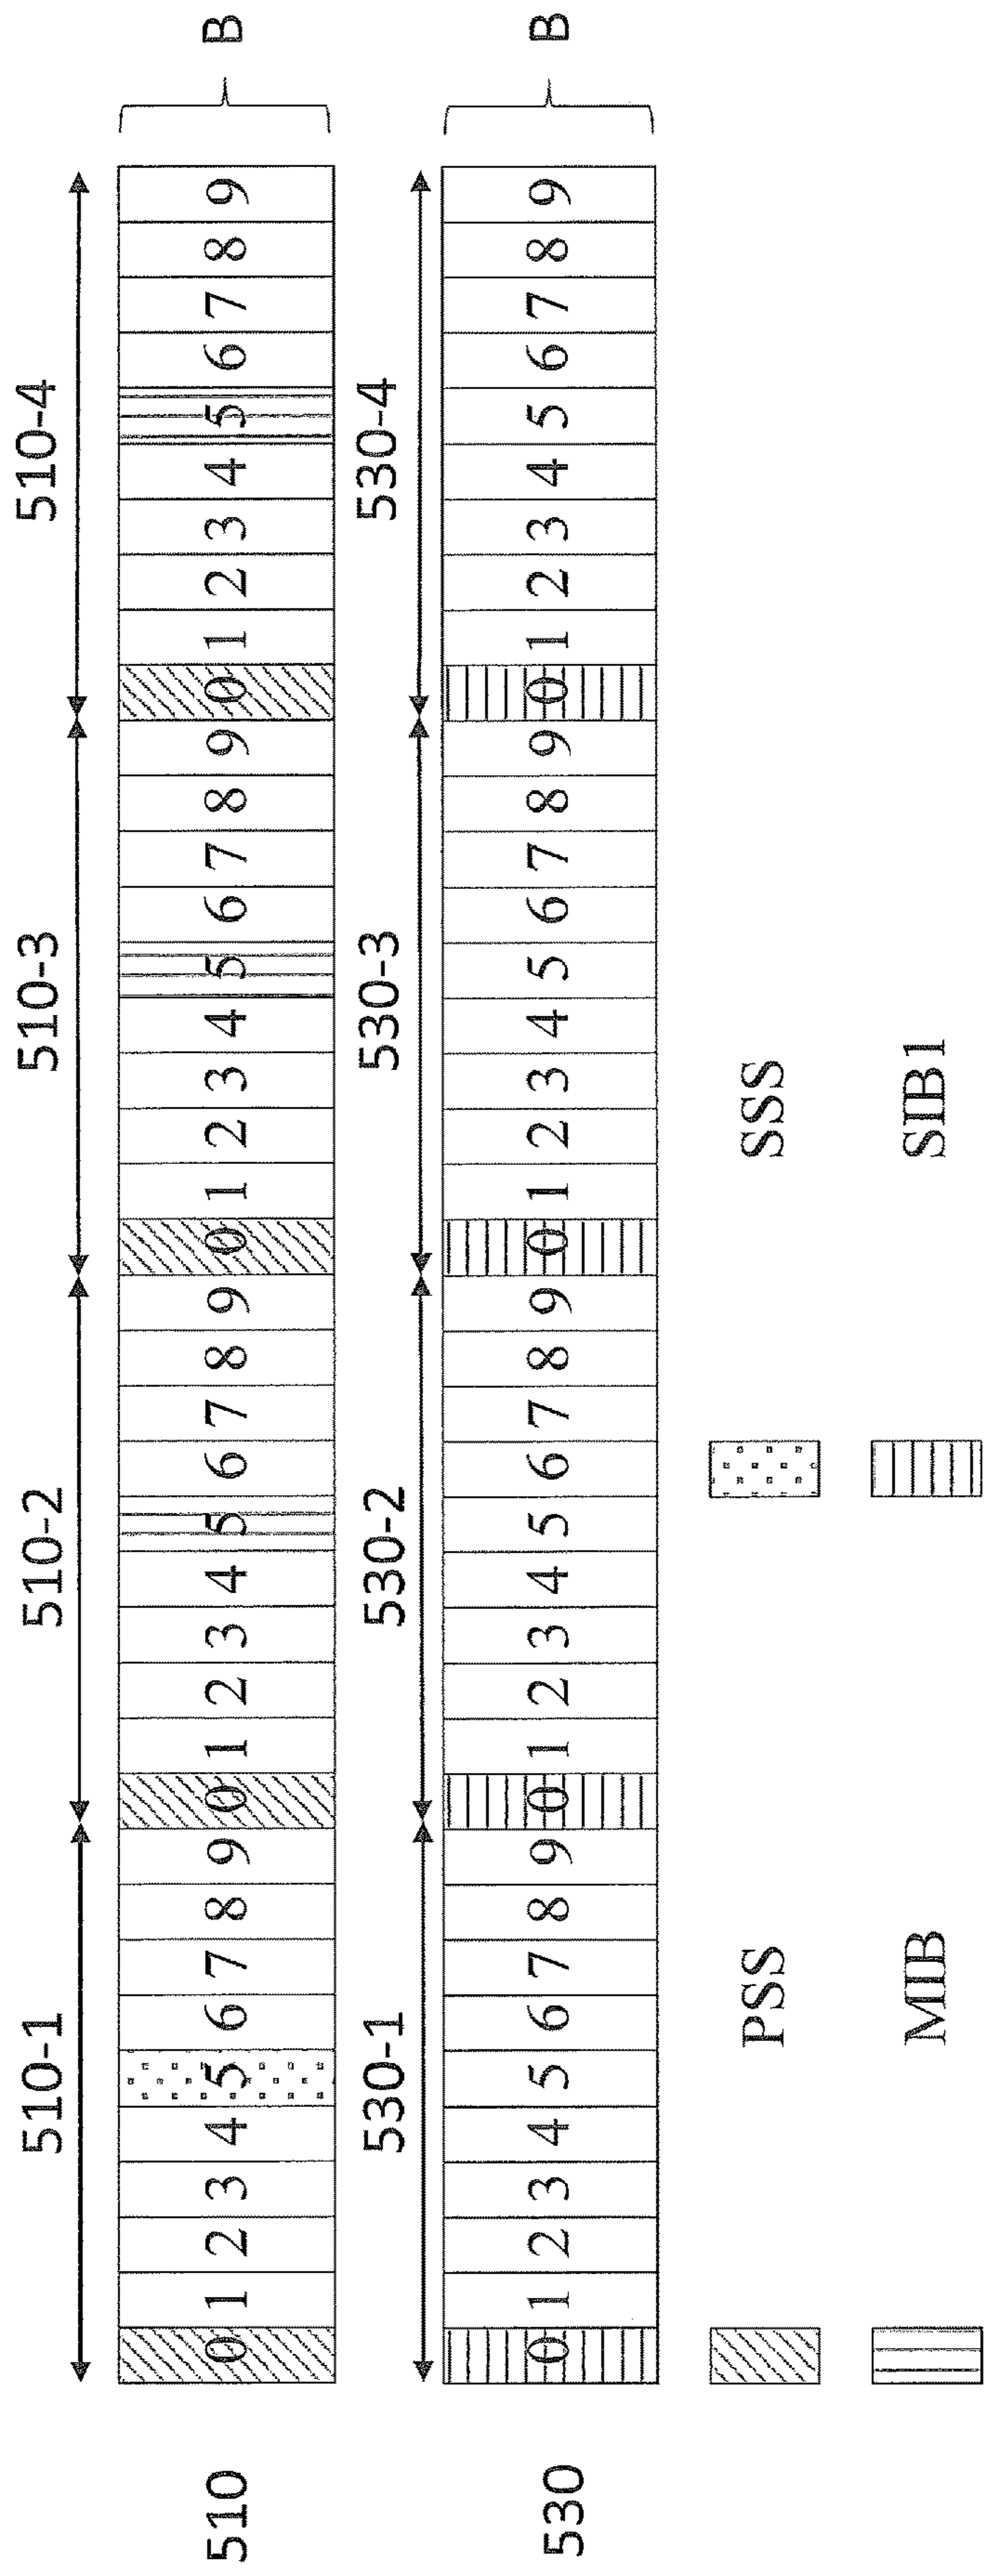 510-1 510-2 510-3 510-4
510 0 1 2 3 4 5 6 7 8 9 0 1 2 3 4 5 6 7 8 9 0 1 2 3 4 5 6 7 8 9 0 1 2 3 4 5 6 7 8 9 B
530-1 530-2 530-3 530-4
530 0 1 2 3 4 5 6 7 8 9 0 1 2 3 4 5 6 7 8 9 0 1 2 3 4 5 6 7 8 9 0 1 2 3 4 5 6 7 8 9 B
PSS SSS
MIB SIB1